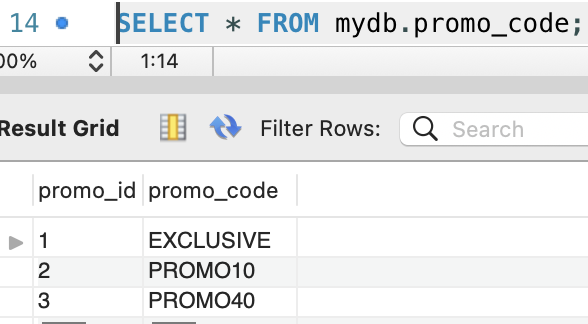 14 SELECT * FROM mydb.promo_code;
00% 1:14
Result Grid Filter Rows: Search
promo_id promo_code
1 EXCLUSIVE
2 PROMO10
3 PROMO40